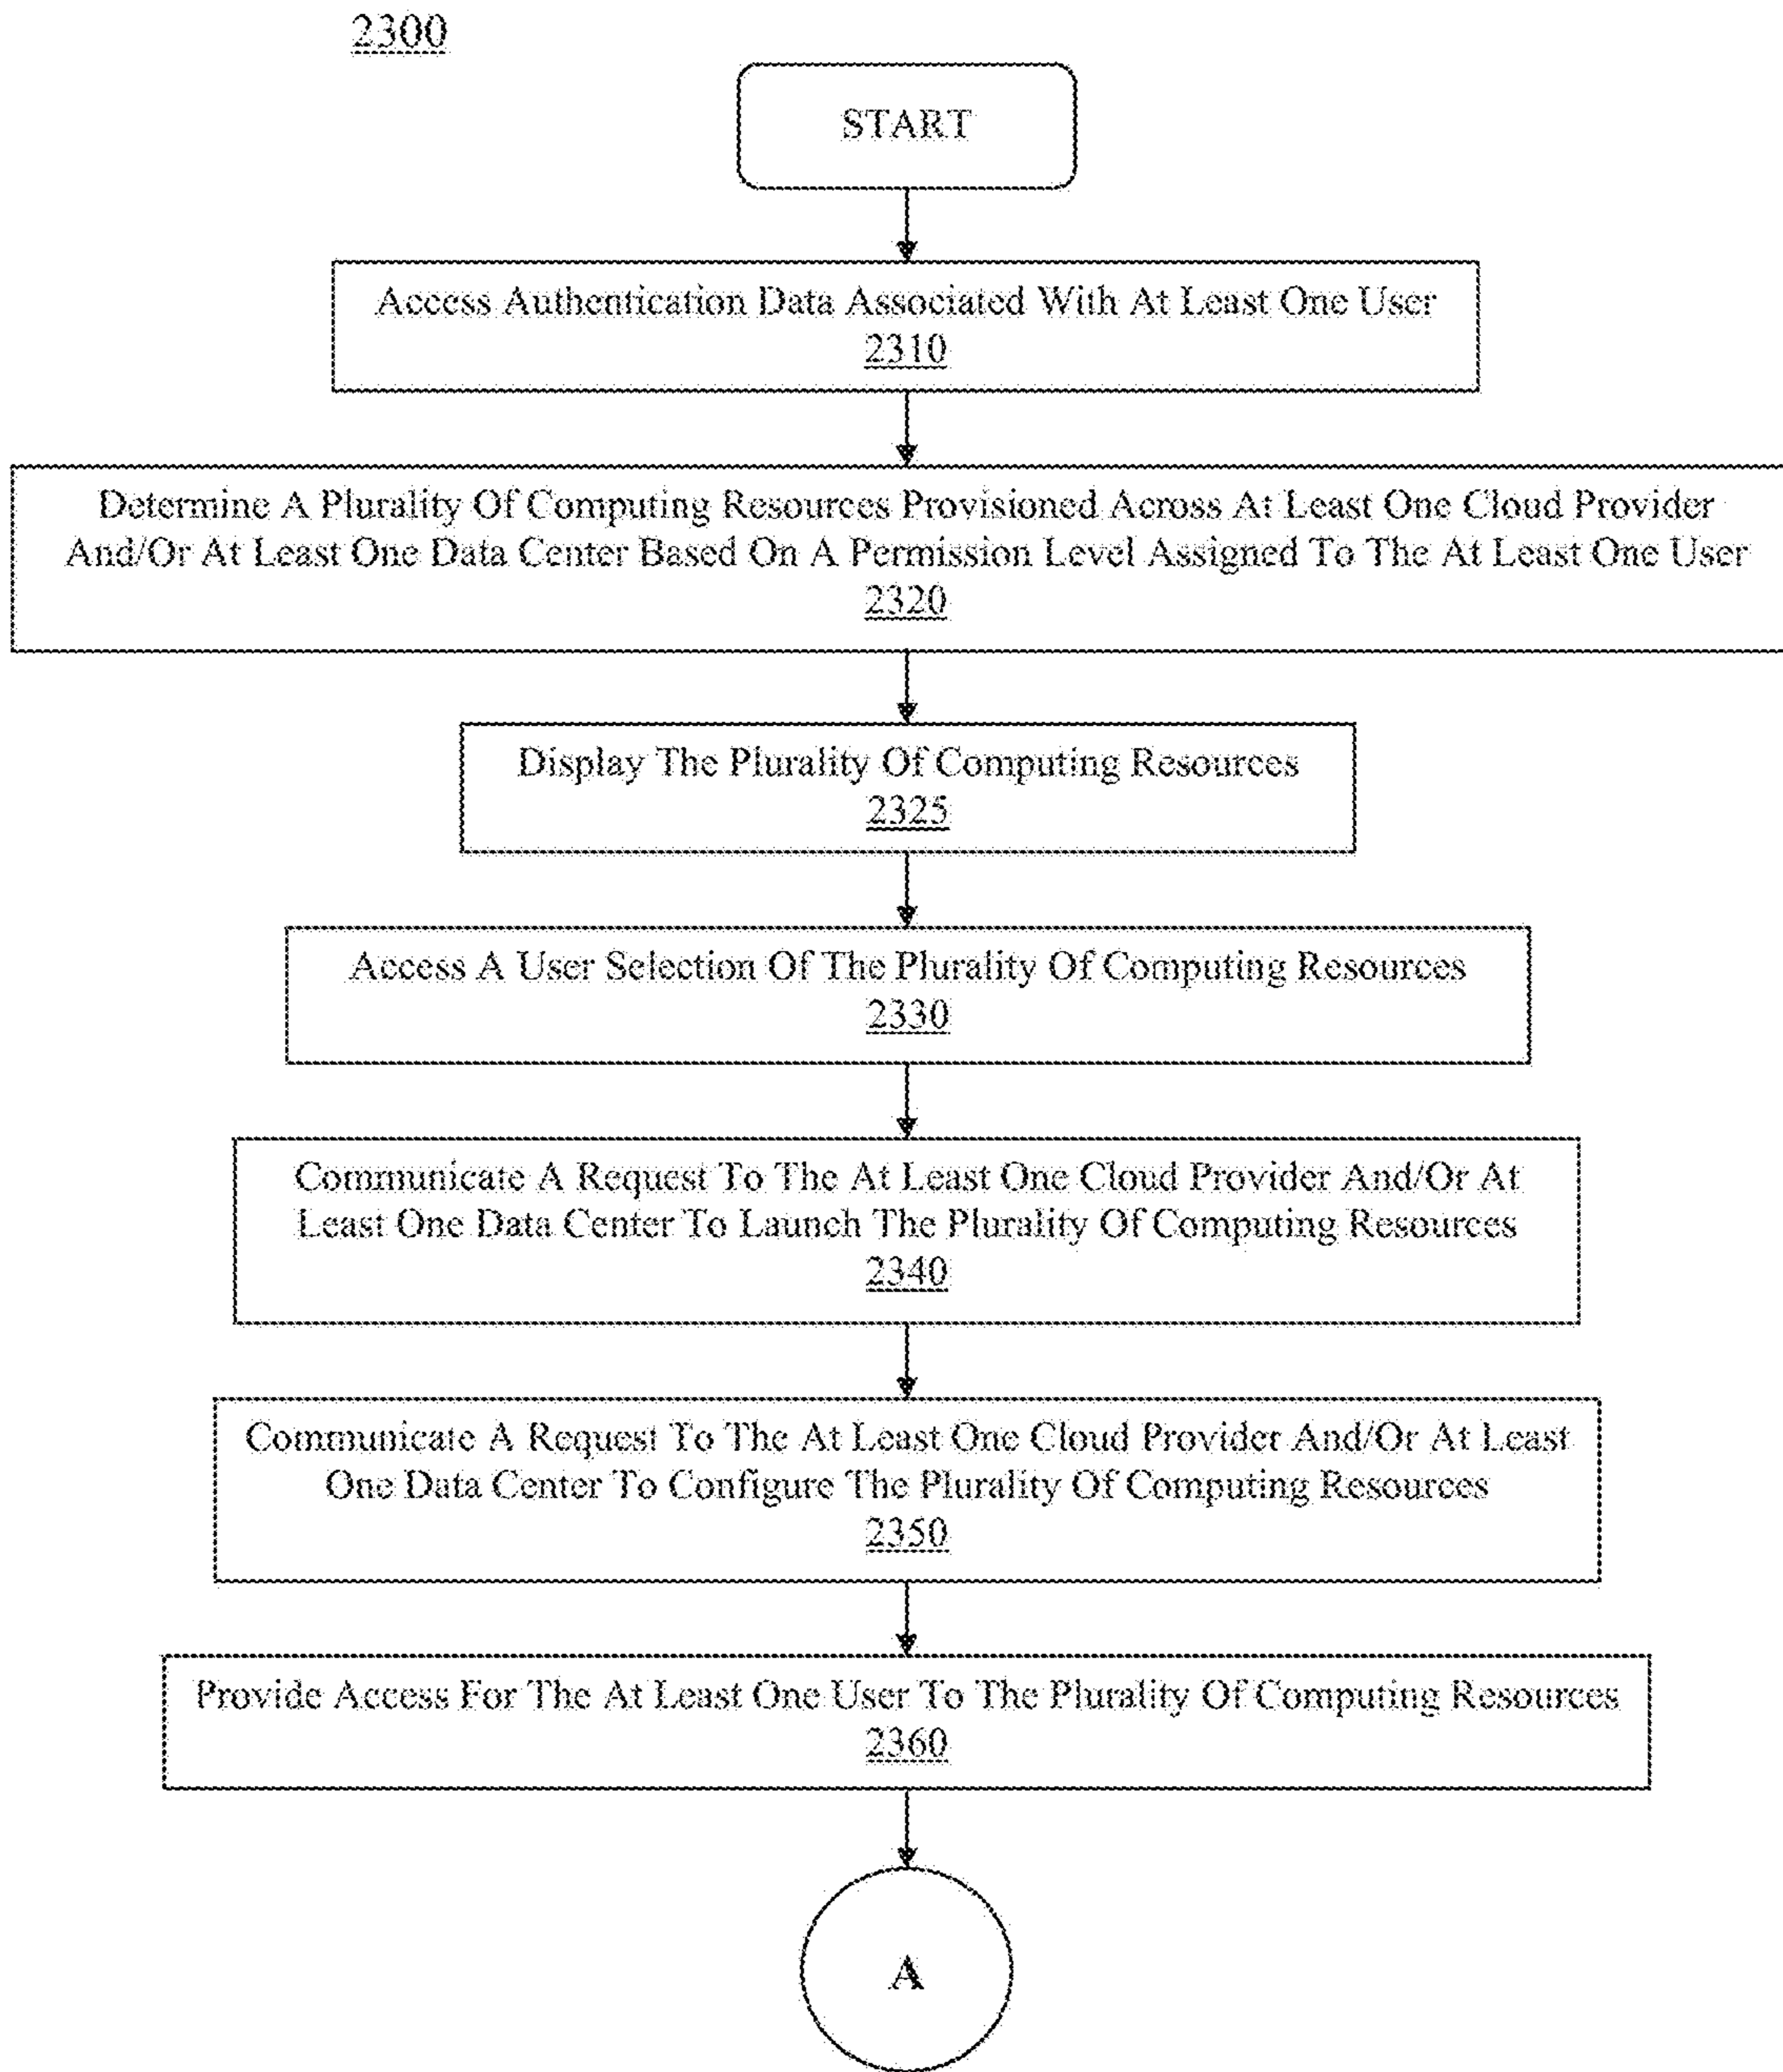 2300
START
Access Authentication Data Associated With At Least One User
2310
Determine A Plurality Of Computing Resources Provisioned Across At Least One Cloud Provider
And/Or At Least One Data Center Based On A Permission Level Assigned To The At Least One User
2320
Display The Plurality Of Computing Resources
2325
Access A User Selection Of The Plurality Of Computing Resources
2330
Communicate A Request To The At Least One Cloud Provider And/Or At
Least One Data Center To Launch The Plurality Of Computing Resources
2340
Communicate A Request To The At Least One Cloud Provider And/Or At Least
One Data Center To Configure The Plurality Of Computing Resources
2350
Provide Access For The At Least One User To The Plurality Of Computing Resources
2360
A